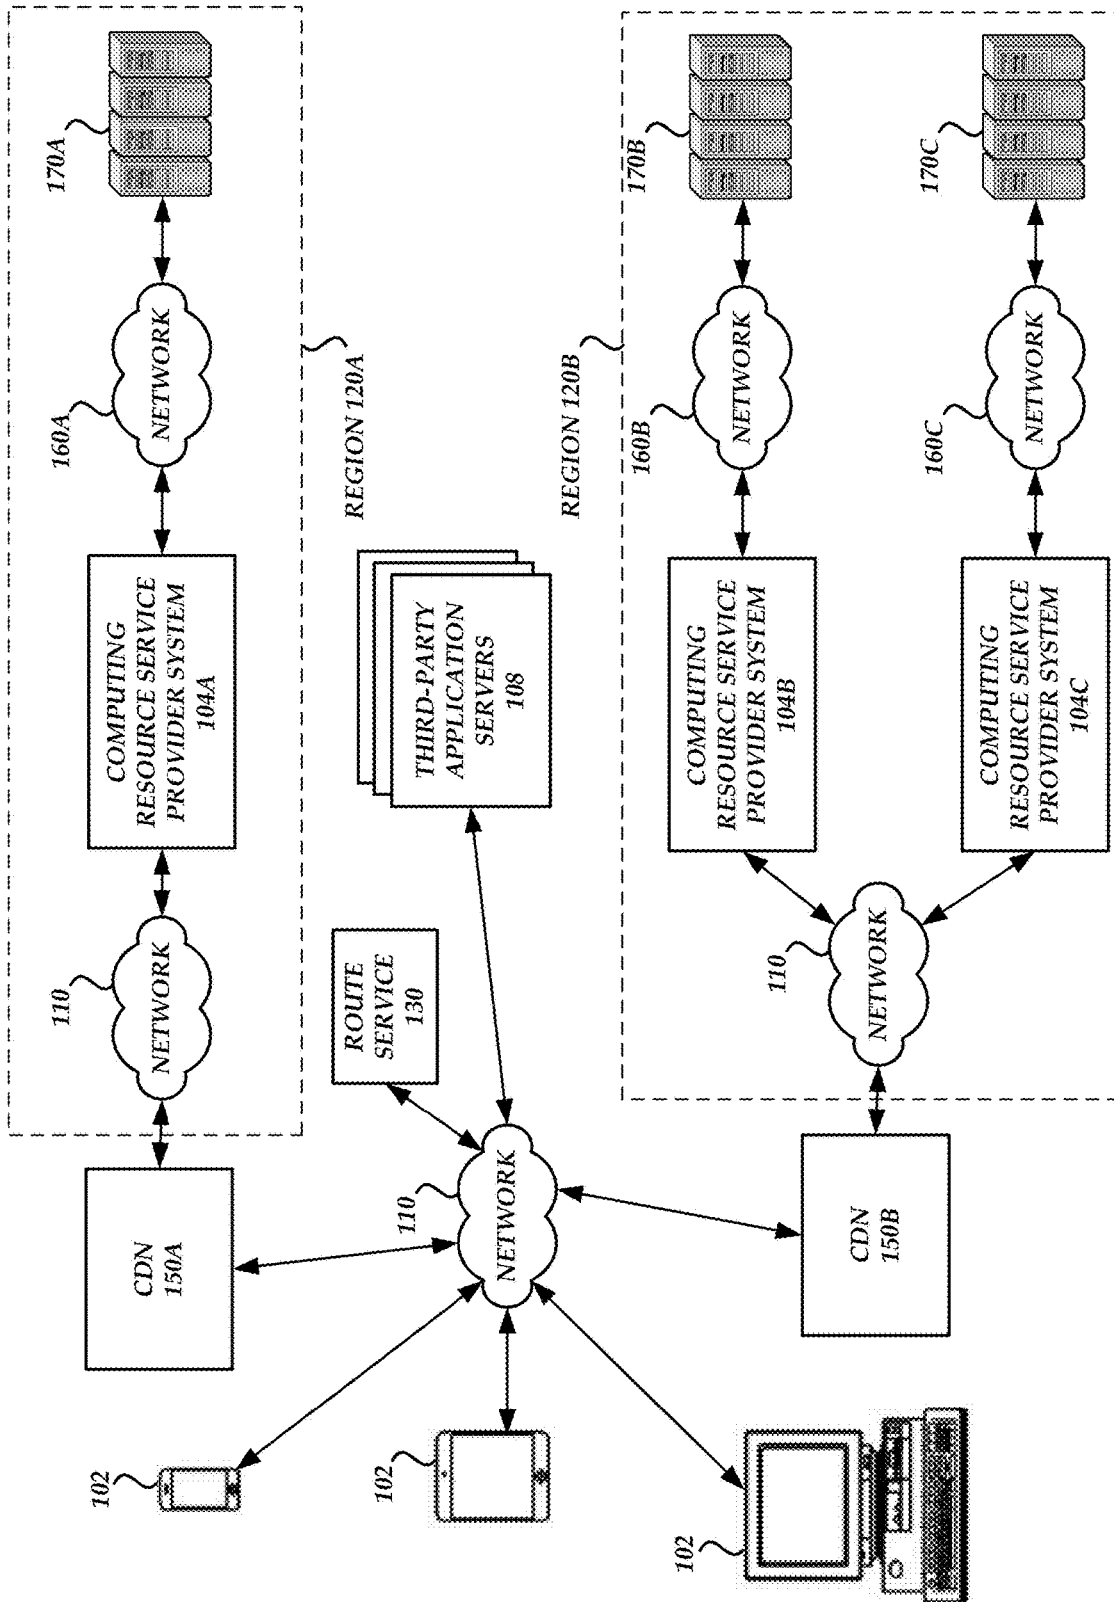 102
CDN
150A
110
NETWORK
COMPUTING
RESOURCE SERVICE
PROVIDER SYSTEM
104A
160A
NETWORK
170A
REGION 120A
102
110
NETWORK
ROUTE
SERVICE
130
THIRD-PARTY
APPLICATION
SERVERS
108
REGION 120B
102
CDN
150B
110
NETWORK
COMPUTING
RESOURCE SERVICE
PROVIDER SYSTEM
104B
160B
NETWORK
170B
COMPUTING
RESOURCE SERVICE
PROVIDER SYSTEM
104C
160C
NETWORK
170C